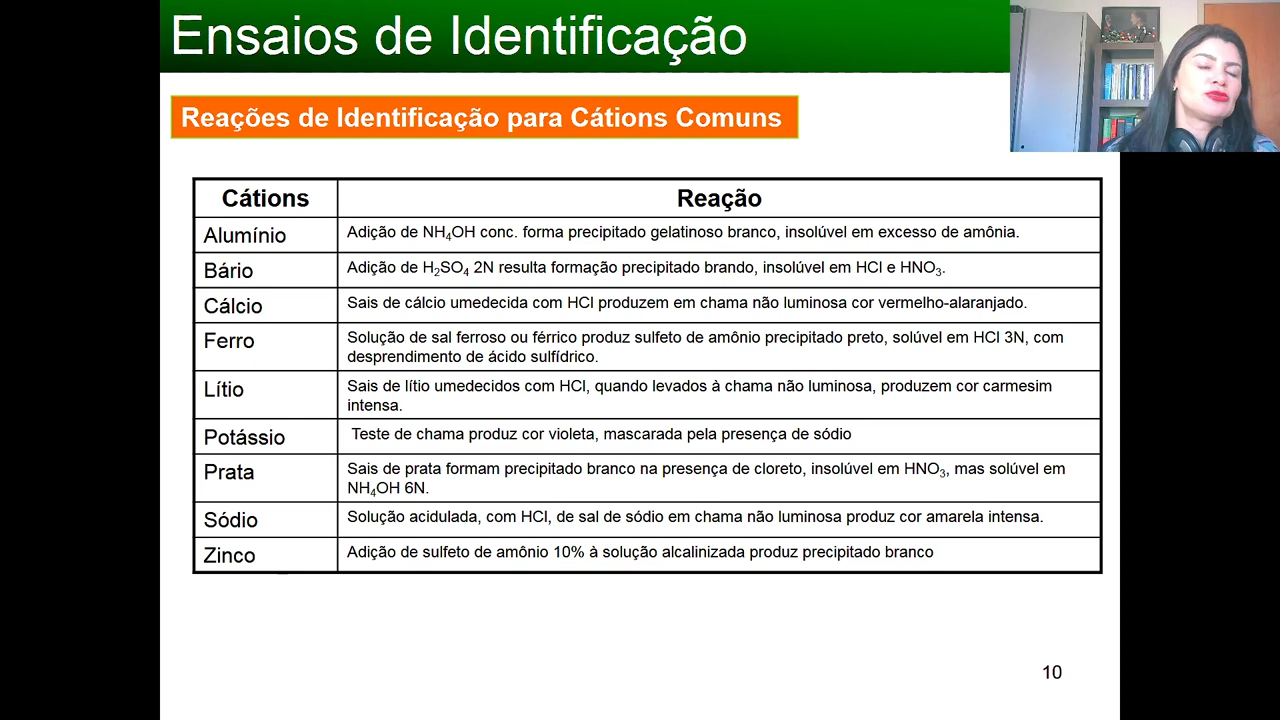 Ensaios de Identificação
Reações de Identificação para Cátions Comuns
Cátions Reação
Alumínio Adição de NH₄OH conc. forma precipitado gelatinoso branco, insolúvel em excesso de amônia.
Bário Adição de H₂SO₄ 2N resulta formação precipitado brando, insolúvel em HCl e HNO₃.
Cálcio Sais de cálcio umedecida com HCl produzem em chama não luminosa cor vermelho-alaranjado.
Ferro Solução de sal ferroso ou férrico produz sulfeto de amônio precipitado preto, solúvel em HCl 3N, com
desprendimento de ácido sulfídrico.
Lítio Sais de lítio umedecidos com HCl, quando levados à chama não luminosa, produzem cor carmesim
intensa.
Potássio Teste de chama produz cor violeta, mascarada pela presença de sódio
Prata Sais de prata formam precipitado branco na presença de cloreto, insolúvel em HNO₃, mas solúvel em
NH₄OH 6N.
Sódio Solução acidulada, com HCl, de sal de sódio em chama não luminosa produz cor amarela intensa.
Zinco Adição de sulfeto de amônio 10% à solução alcalinizada produz precipitado branco
10